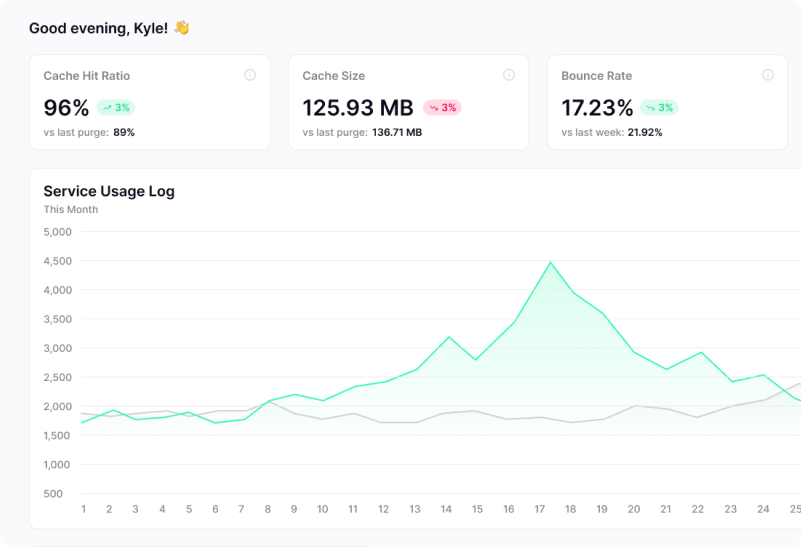 Good evening, Kyle! 👋
Cache Hit Ratio
96% 3%
vs last purge: 89%
Cache Size
125.93 MB 3%
vs last purge: 136.71 MB
Bounce Rate
17.23% 3%
vs last week: 21.92%
Service Usage Log
This Month
5,000
4,500
4,000
3,500
3,000
2,500
2,000
1,500
1,000
500
1 2 3 4 5 6 7 8 9 10 11 12 13 14 15 16 17 18 19 20 21 22 23 24 25